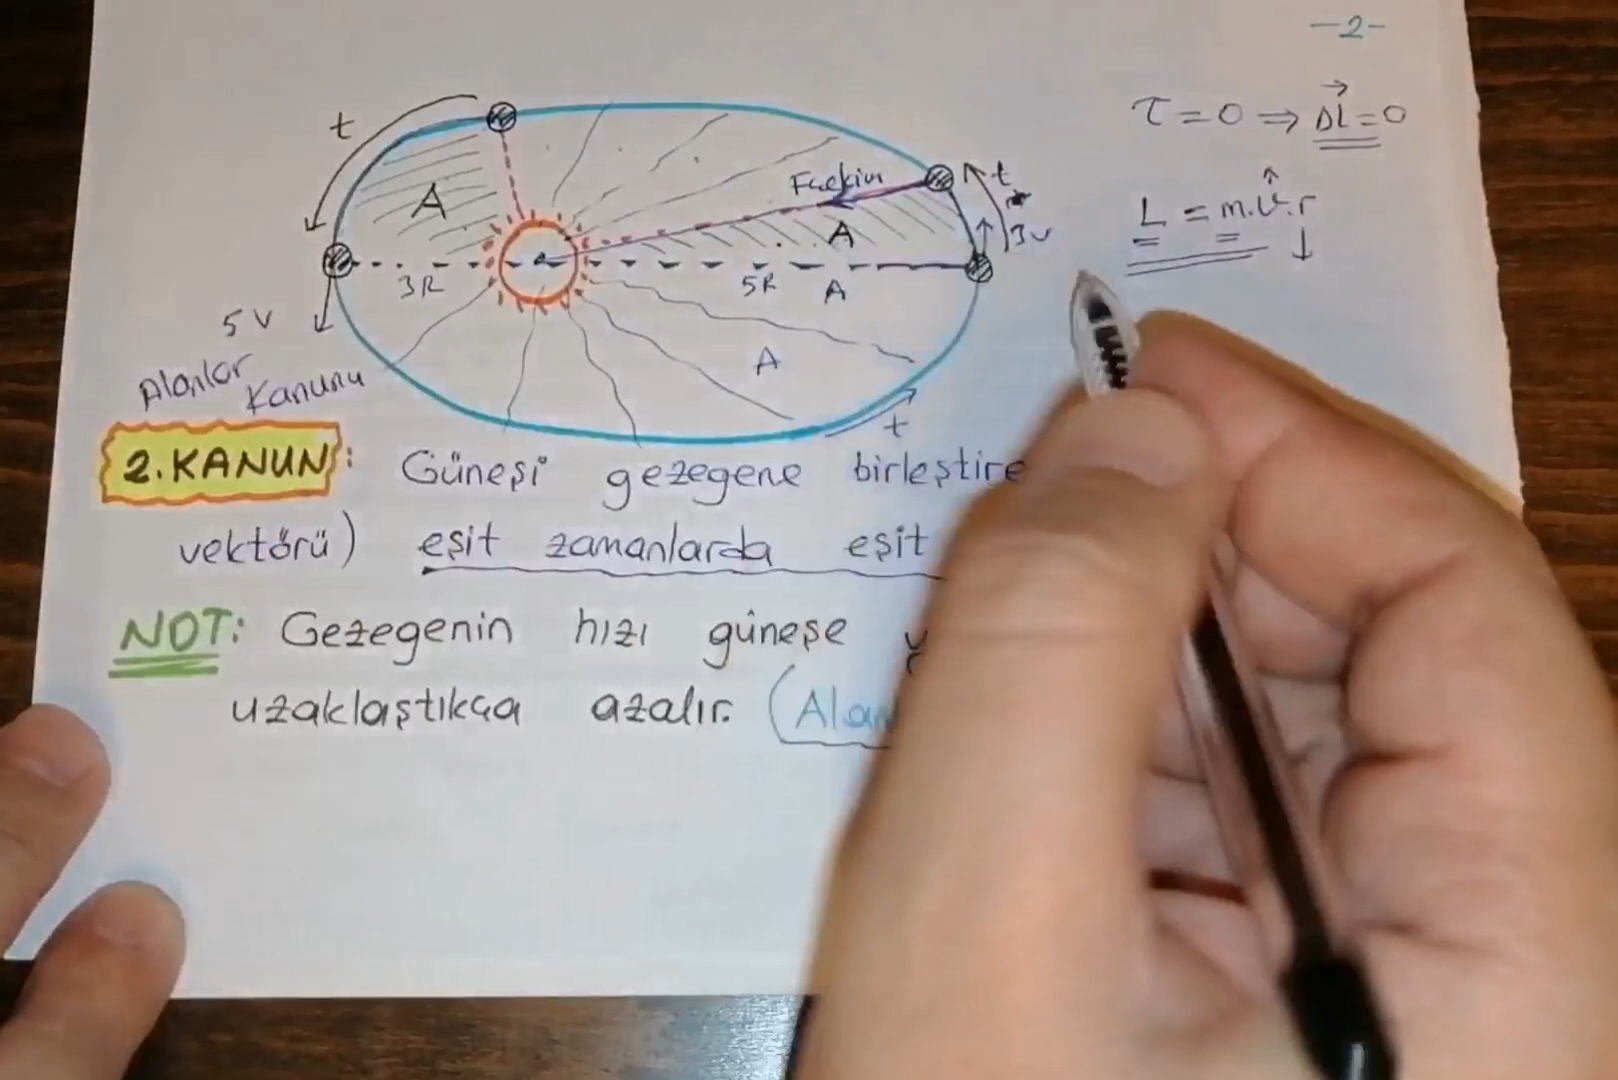 -2-
τ = 0 ⇒ ΔL⃗ = 0
L = m.v.r ↑ ↓
t
A
Fçekim
A
t
3v
3R
5R
A
5V
A
t
Alanlar
Kanunu
2.KANUN: Güneşi gezegene birleştire
vektörü) eşit zamanlarda eşit
NOT: Gezegenin hızı güneşe
uzaklaştıkça azalır. (Alan